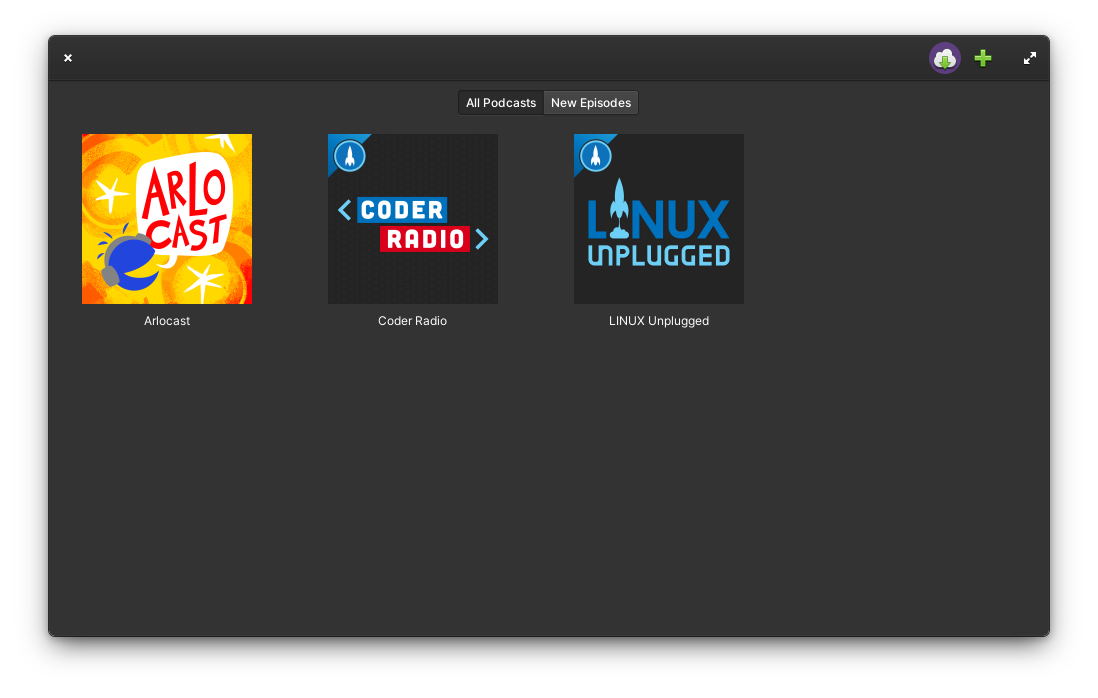 All Podcasts New Episodes
ARLO
CAST
CODER
RADIO
LINUX
UNPLUGGED
Arlocast
Coder Radio
LINUX Unplugged